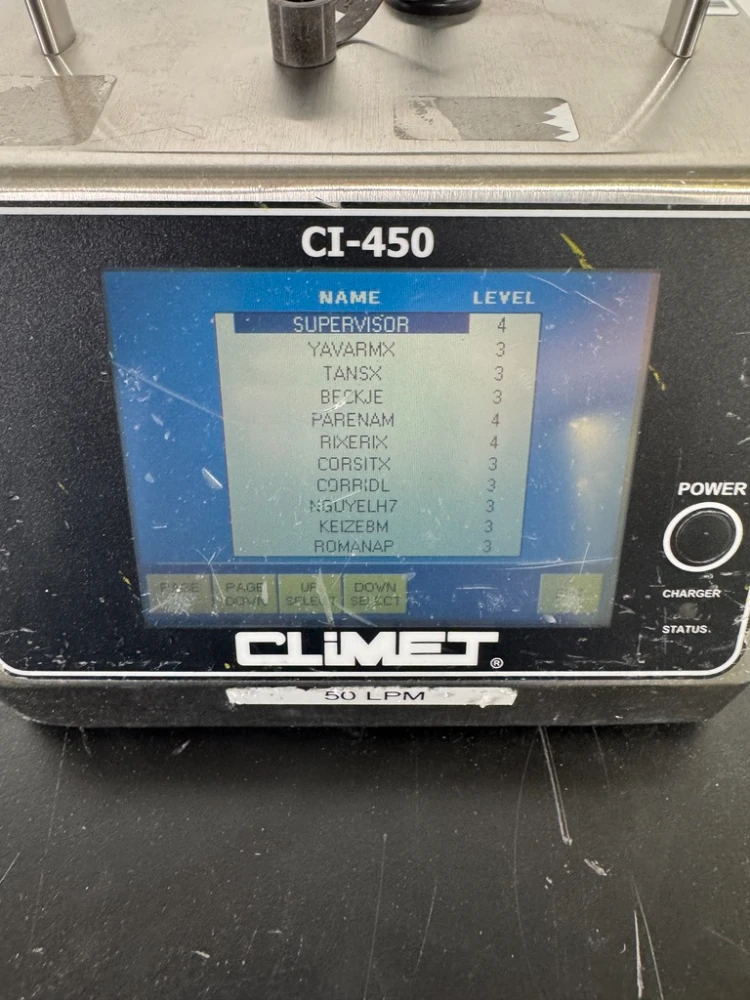 CI-450
NAME LEVEL
SUPERVISOR 4
YAVARMX 3
TANSX 3
BECKJE 3
PARENAM 4
RIXERIX 4
CORSITX 3
CORRIDL 3
NGUYELH7 3
KEIZEBM 3
ROMANAP 3
POWER
PAGE
PAGE DOWN
UP SELECT
DOWN SELECT
CHARGER
STATUS
CLiMET®
50 LPM